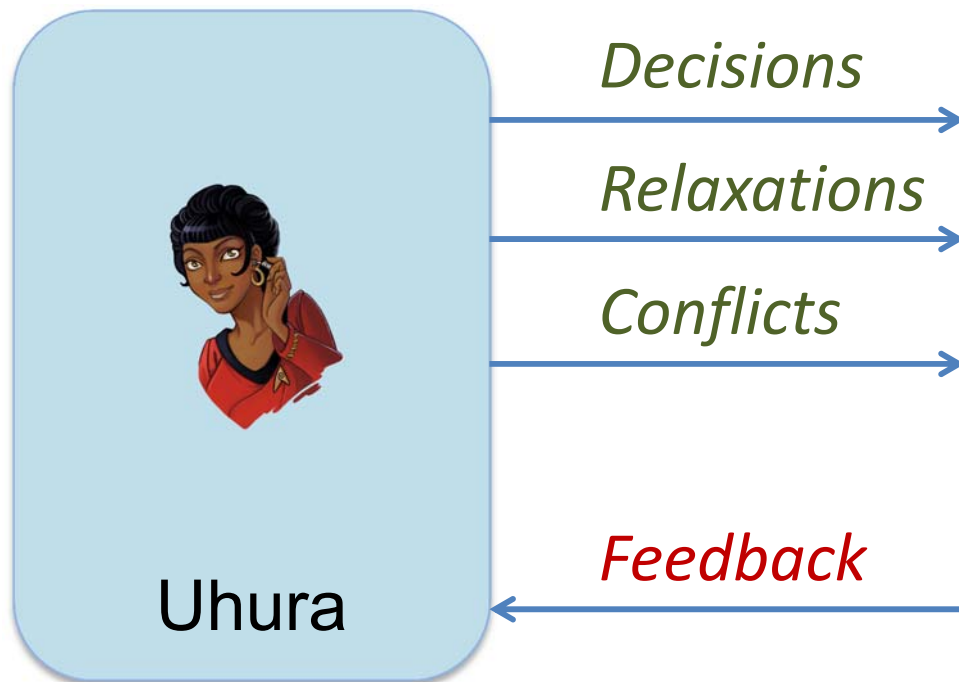 Decisions
Relaxations
Conflicts
Feedback
Uhura